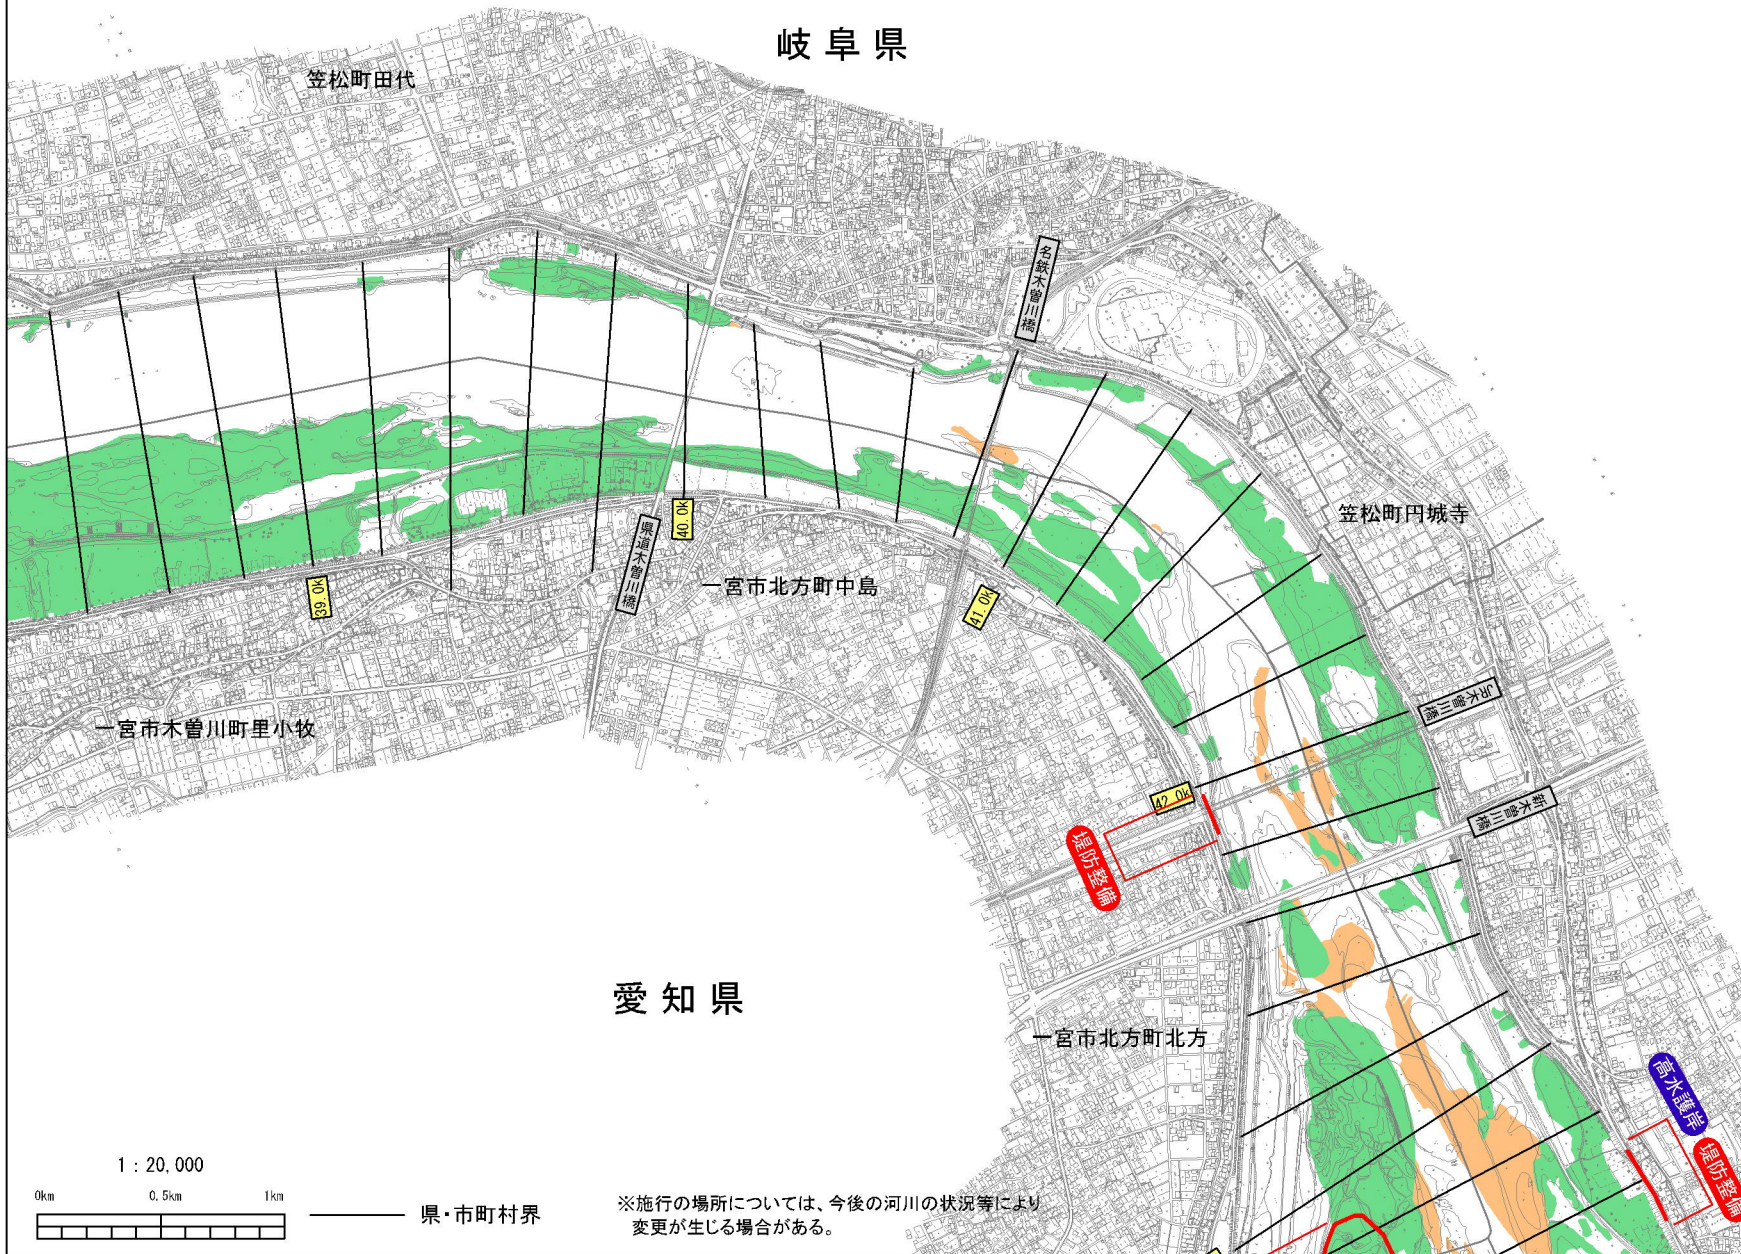 岐阜県
笠松町田代
名鉄木曽川橋
笠松町円城寺
40.0k
県道木曽川橋
一宮市北方町中島
39.0k
41.0k
一宮市木曽川町里小牧
JR木曽川橋
42.0k
新木曽川橋
堤防整備
愛知県
一宮市北方町北方
高水護岸
堤防整備
1:20,000
0km 0.5km 1km
県・市町村界
※施行の場所については、今後の河川の状況等により
変更が生じる場合がある。